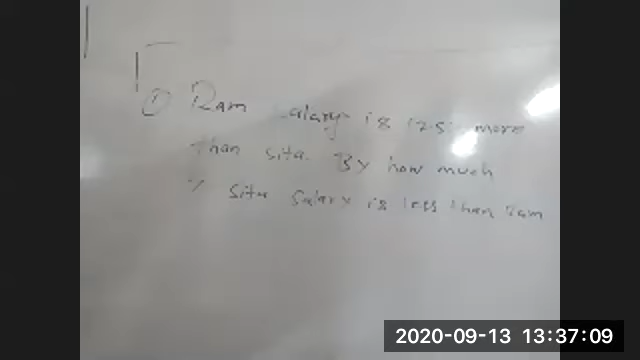 ① Ram salary is 12.5% more
than sita. By how much
% sita salary is less than Ram
2020-09-13 13:37:09